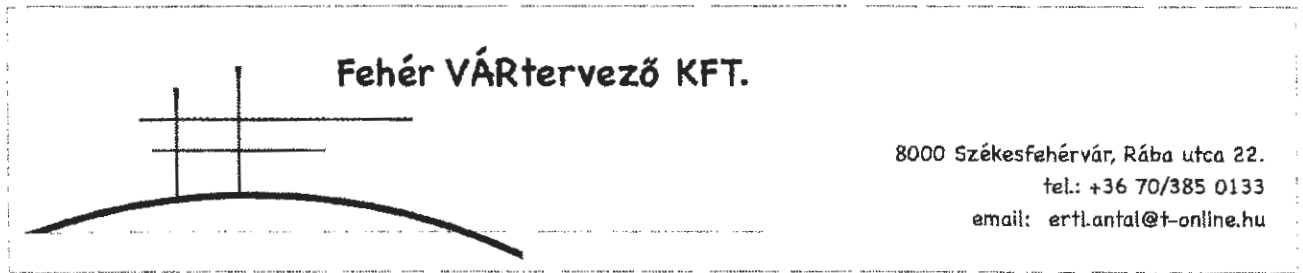 Fehér VÁRtervező KFT.
8000 Székesfehérvár, Rába utca 22.
tel.: +36 70/385 0133
email: ertl.antal@t-online.hu